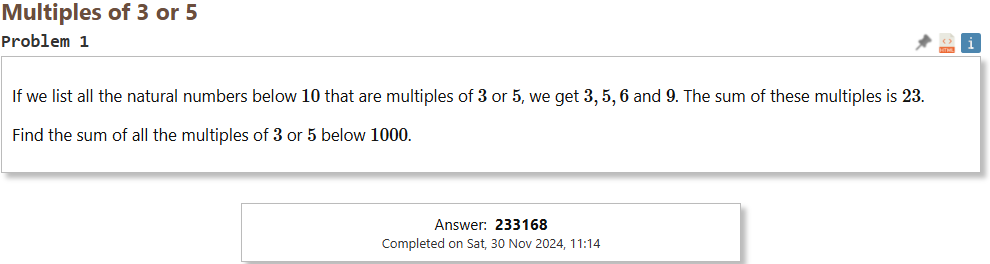 Multiples of 3 or 5
Problem 1
HTML
i
If we list all the natural numbers below 10 that are multiples of 3 or 5, we get 3, 5, 6 and 9. The sum of these multiples is 23.
Find the sum of all the multiples of 3 or 5 below 1000.
Answer: 233168
Completed on Sat, 30 Nov 2024, 11:14